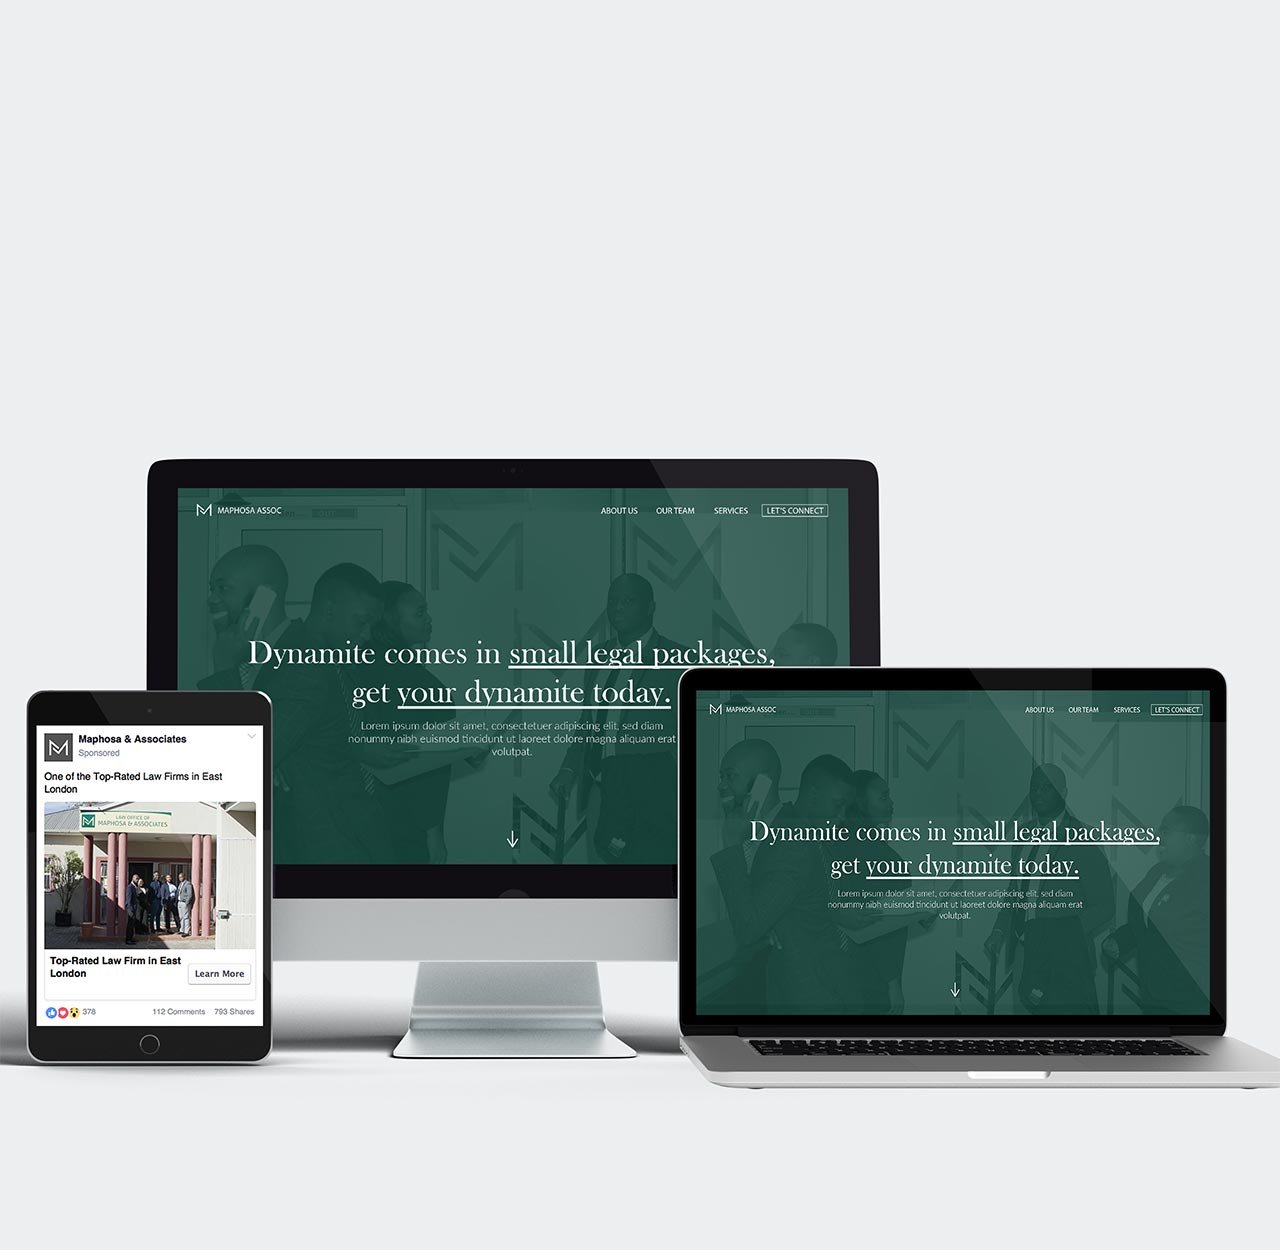 MAPHOSA ASSOC
ABOUT US OUR TEAM SERVICES LET'S CONNECT
Dynamite comes in small legal packages,
get your dynamite today.
Lorem ipsum dolor sit amet, consectetuer adipiscing elit, sed diam
nonummy nibh euismod tincidunt ut laoreet dolore magna aliquam erat
volutpat.
Maphosa & Associates
Sponsored
One of the Top-Rated Law Firms in East
London
LAW OFFICE OF
MAPHOSA & ASSOCIATES
Top-Rated Law Firm in East
London
Learn More
378 112 Comments 793 Shares
MAPHOSA ASSOC
ABOUT US OUR TEAM SERVICES LET'S CONNECT
Dynamite comes in small legal packages,
get your dynamite today.
Lorem ipsum dolor sit amet, consectetuer adipiscing elit, sed diam
nonummy nibh euismod tincidunt ut laoreet dolore magna aliquam erat
volutpat.